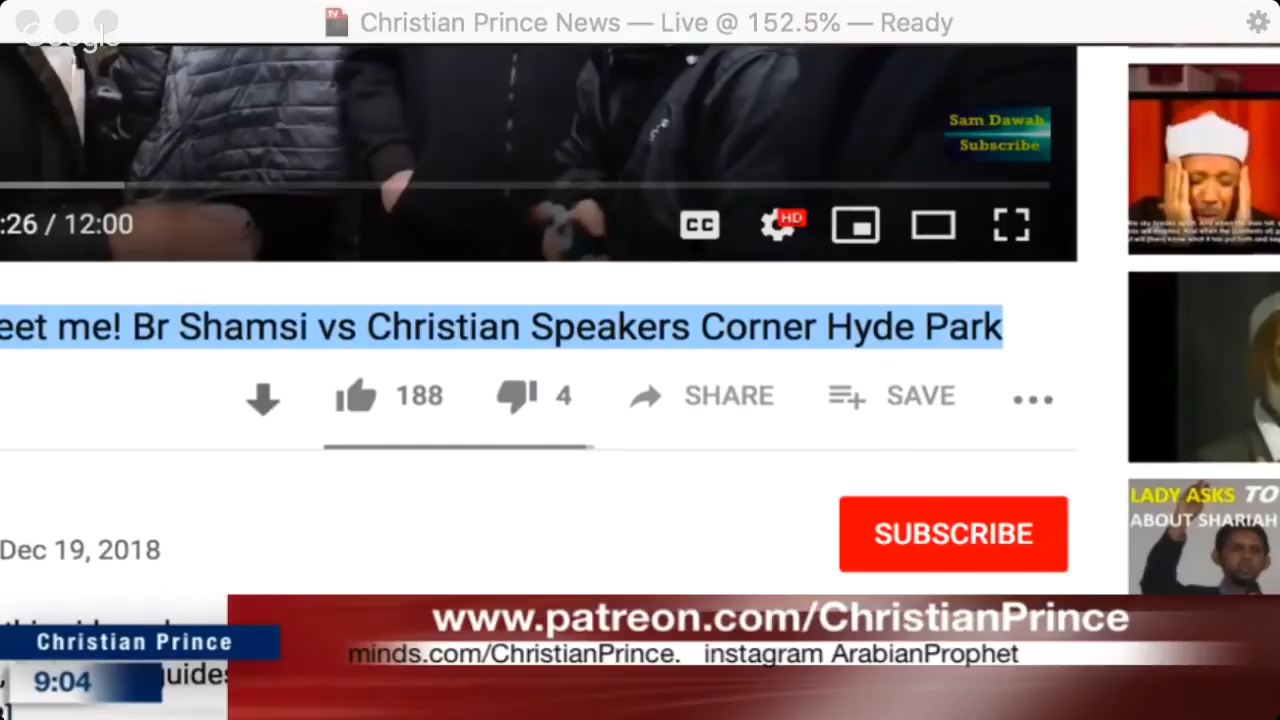 Christian Prince News — Live @ 152.5% — Ready
Google
Sam Dawah
Subscribe
:26 / 12:00
CC
HD
eet me! Br Shamsi vs Christian Speakers Corner Hyde Park
188
4
SHARE
SAVE
LADY ASKS TO
ABOUT SHARIAH
SUBSCRIBE
Dec 19, 2018
www.patreon.com/ChristianPrince
Christian Prince
minds.com/ChristianPrince. instagram ArabianProphet
9:04
uides